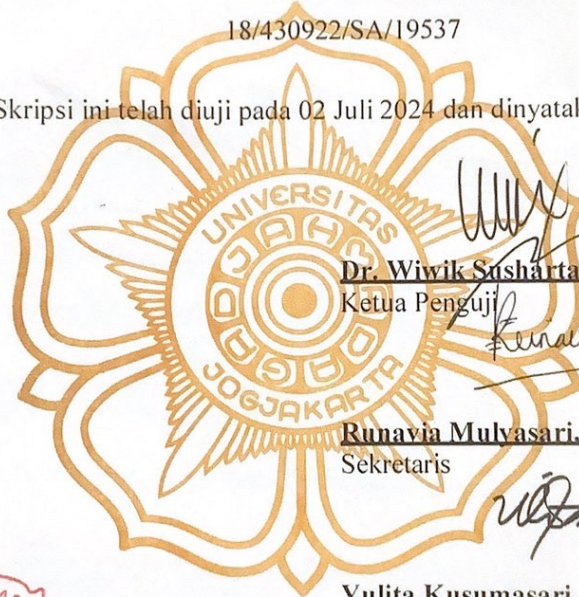 18/430922/SA/19537
Skripsi ini telah diuji pada 02 Juli 2024 dan dinyatak
UNIVERSITAS
GADJAH MADA
JOGJAKARTA
Dr. Wiwik Susharta
Ketua Penguji
Runavia Mulyasari,
Sekretaris
Yulita Kusumasari